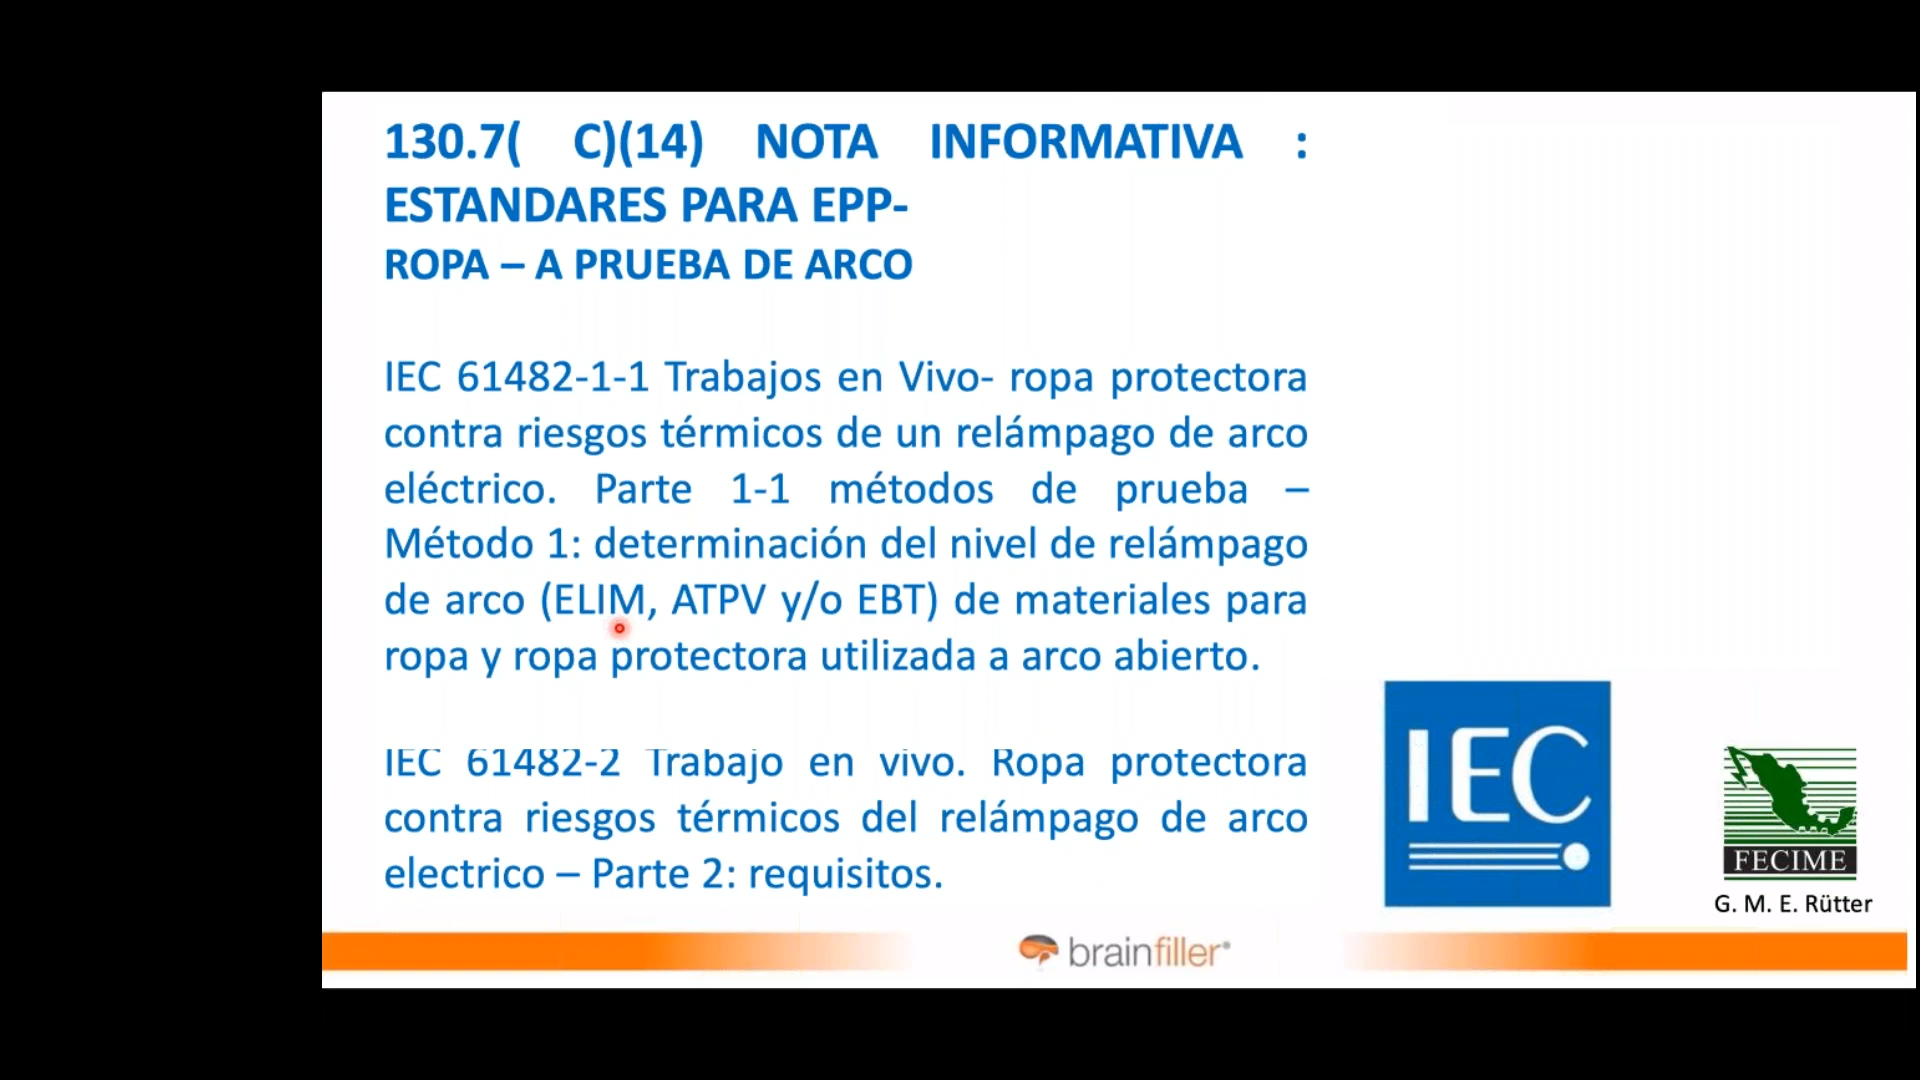 130.7( C)(14) NOTA INFORMATIVA :
ESTANDARES PARA EPP-
ROPA – A PRUEBA DE ARCO
IEC 61482-1-1 Trabajos en Vivo- ropa protectora
contra riesgos térmicos de un relámpago de arco
eléctrico. Parte 1-1 métodos de prueba –
Método 1: determinación del nivel de relámpago
de arco (ELIM, ATPV y/o EBT) de materiales para
ropa y ropa protectora utilizada a arco abierto.
IEC 61482-2 Trabajo en vivo. Ropa protectora
contra riesgos térmicos del relámpago de arco
electrico – Parte 2: requisitos.
IEC
FECIME
G. M. E. Rütter
brainfiller®